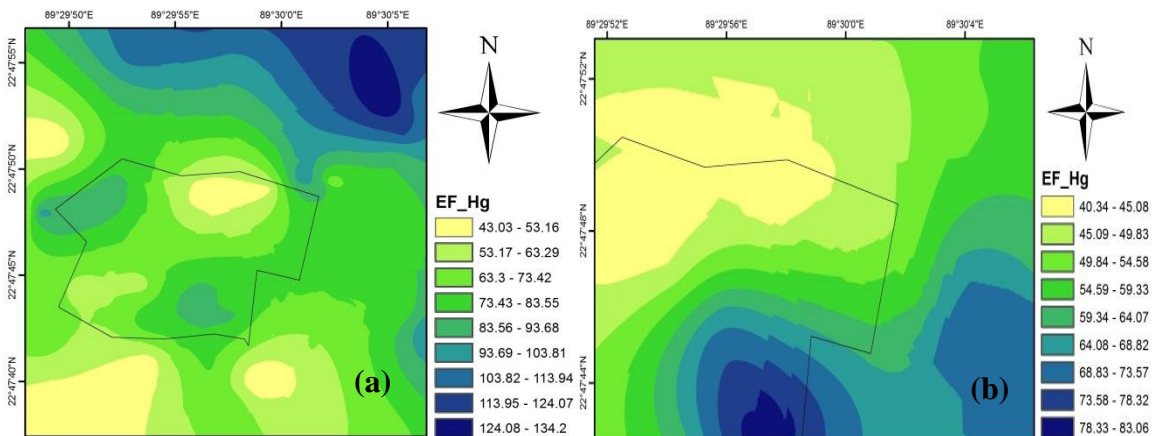 89°29'50"E 89°29'55"E 89°30'0"E 89°30'5"E
22°47'55"N
22°47'50"N
22°47'45"N
22°47'40"N
N
EF_Hg
43.03 - 53.16
53.17 - 63.29
63.3 - 73.42
73.43 - 83.55
83.56 - 93.68
93.69 - 103.81
103.82 - 113.94
113.95 - 124.07
124.08 - 134.2
(a)
89°29'52"E 89°29'56"E 89°30'0"E 89°30'4"E
22°47'52"N
22°47'48"N
22°47'44"N
N
EF_Hg
40.34 - 45.08
45.09 - 49.83
49.84 - 54.58
54.59 - 59.33
59.34 - 64.07
64.08 - 68.82
68.83 - 73.57
73.58 - 78.32
78.33 - 83.06
(b)